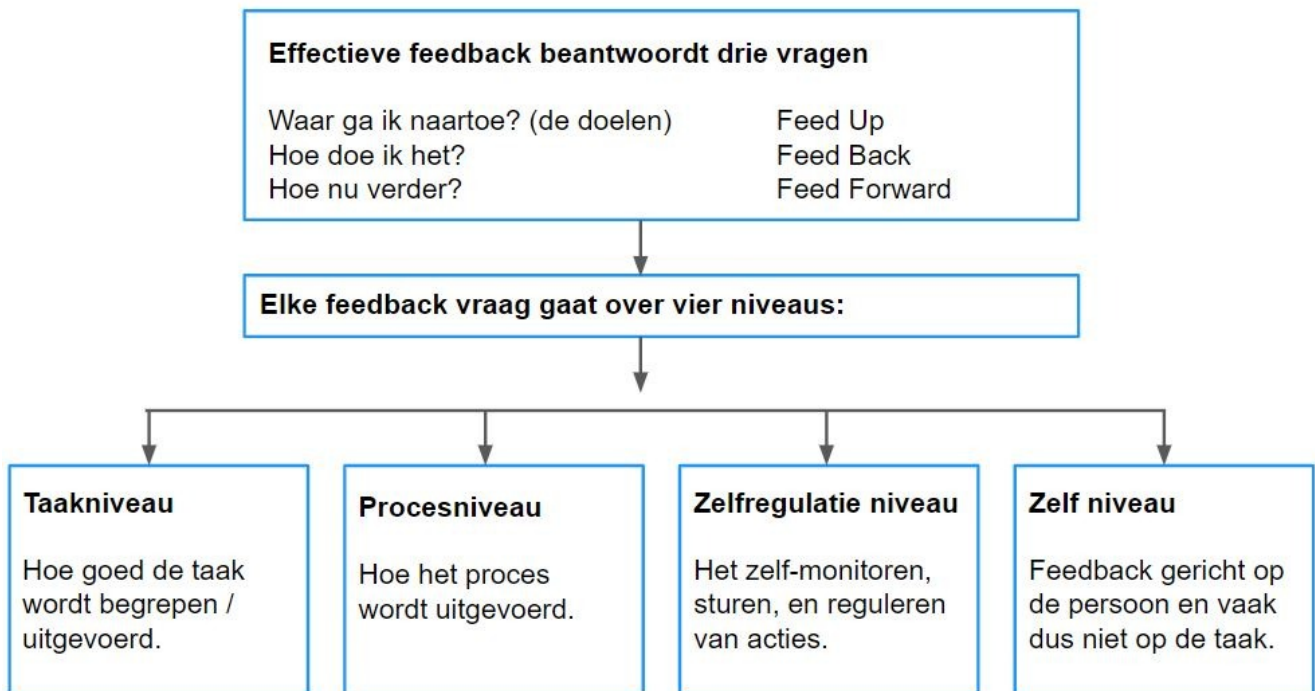 Effectieve feedback beantwoordt drie vragen
Waar ga ik naartoe? (de doelen) Feed Up
Hoe doe ik het? Feed Back
Hoe nu verder? Feed Forward
Elke feedback vraag gaat over vier niveaus:
Taakniveau
Hoe goed de taak
wordt begrepen /
uitgevoerd.
Procesniveau
Hoe het proces
wordt uitgevoerd.
Zelfregulatie niveau
Het zelf-monitoren,
sturen, en reguleren
van acties.
Zelf niveau
Feedback gericht op
de persoon en vaak
dus niet op de taak.